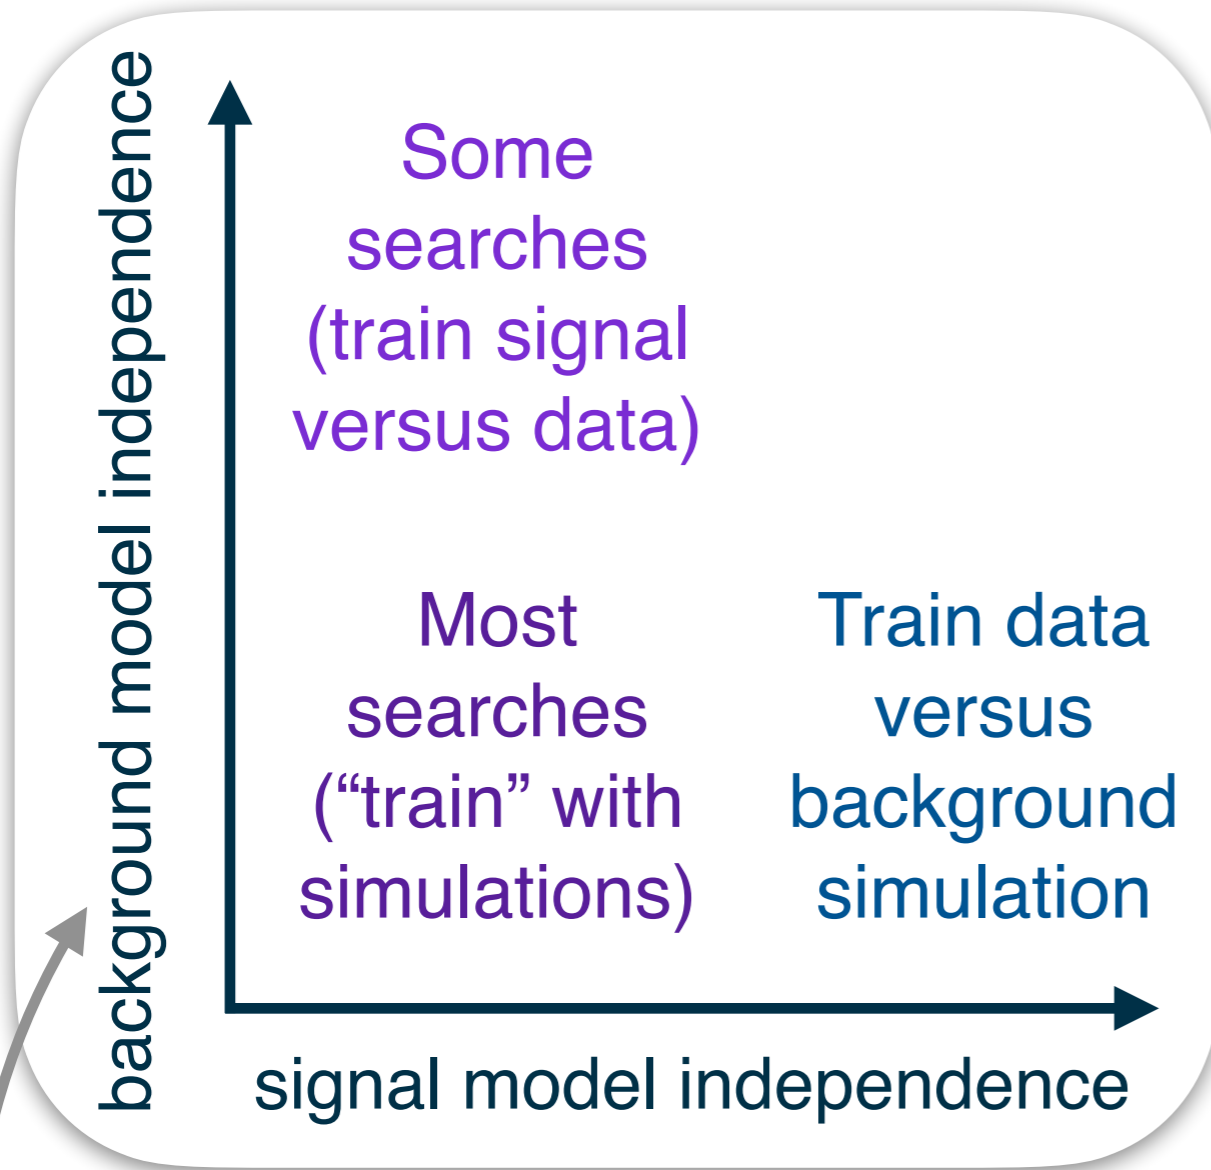 background model independence
Some
searches
(train signal
versus data)
Most
searches
(“train” with
simulations)
Train data
versus
background
simulation
signal model independence